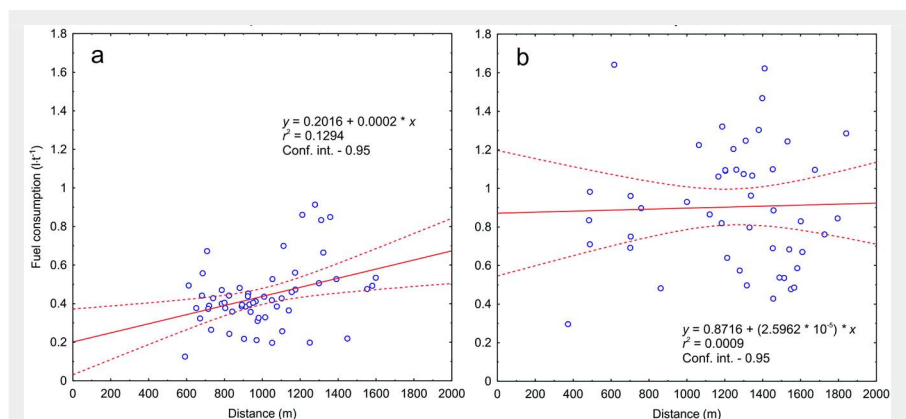 a
1.8
1.6
1.4
1.2
1
0.8
0.6
0.4
0.2
0
Fuel consumption (l·t⁻¹)
y = 0.2016 + 0.0002 * x
r² = 0.1294
Conf. int. - 0.95
0 200 400 600 800 1000 1200 1400 1600 1800 2000
Distance (m)
b
1.8
1.6
1.4
1.2
1
0.8
0.6
0.4
0.2
0
y = 0.8716 + (2.5962 * 10⁻⁵) * x
r² = 0.0009
Conf. int. - 0.95
0 200 400 600 800 1000 1200 1400 1600 1800 2000
Distance (m)